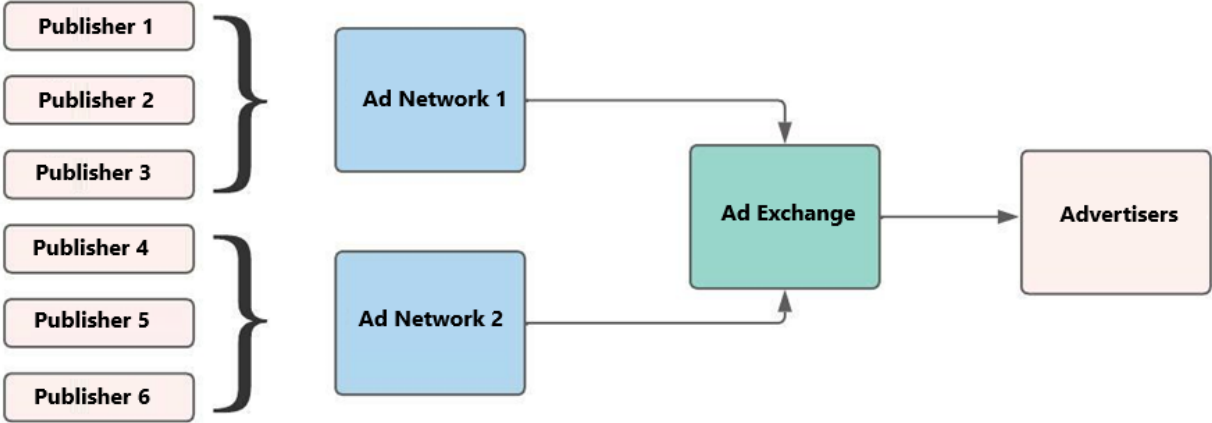 Publisher 1
Publisher 2
Publisher 3
Publisher 4
Publisher 5
Publisher 6
Ad Network 1
Ad Network 2
Ad Exchange
Advertisers